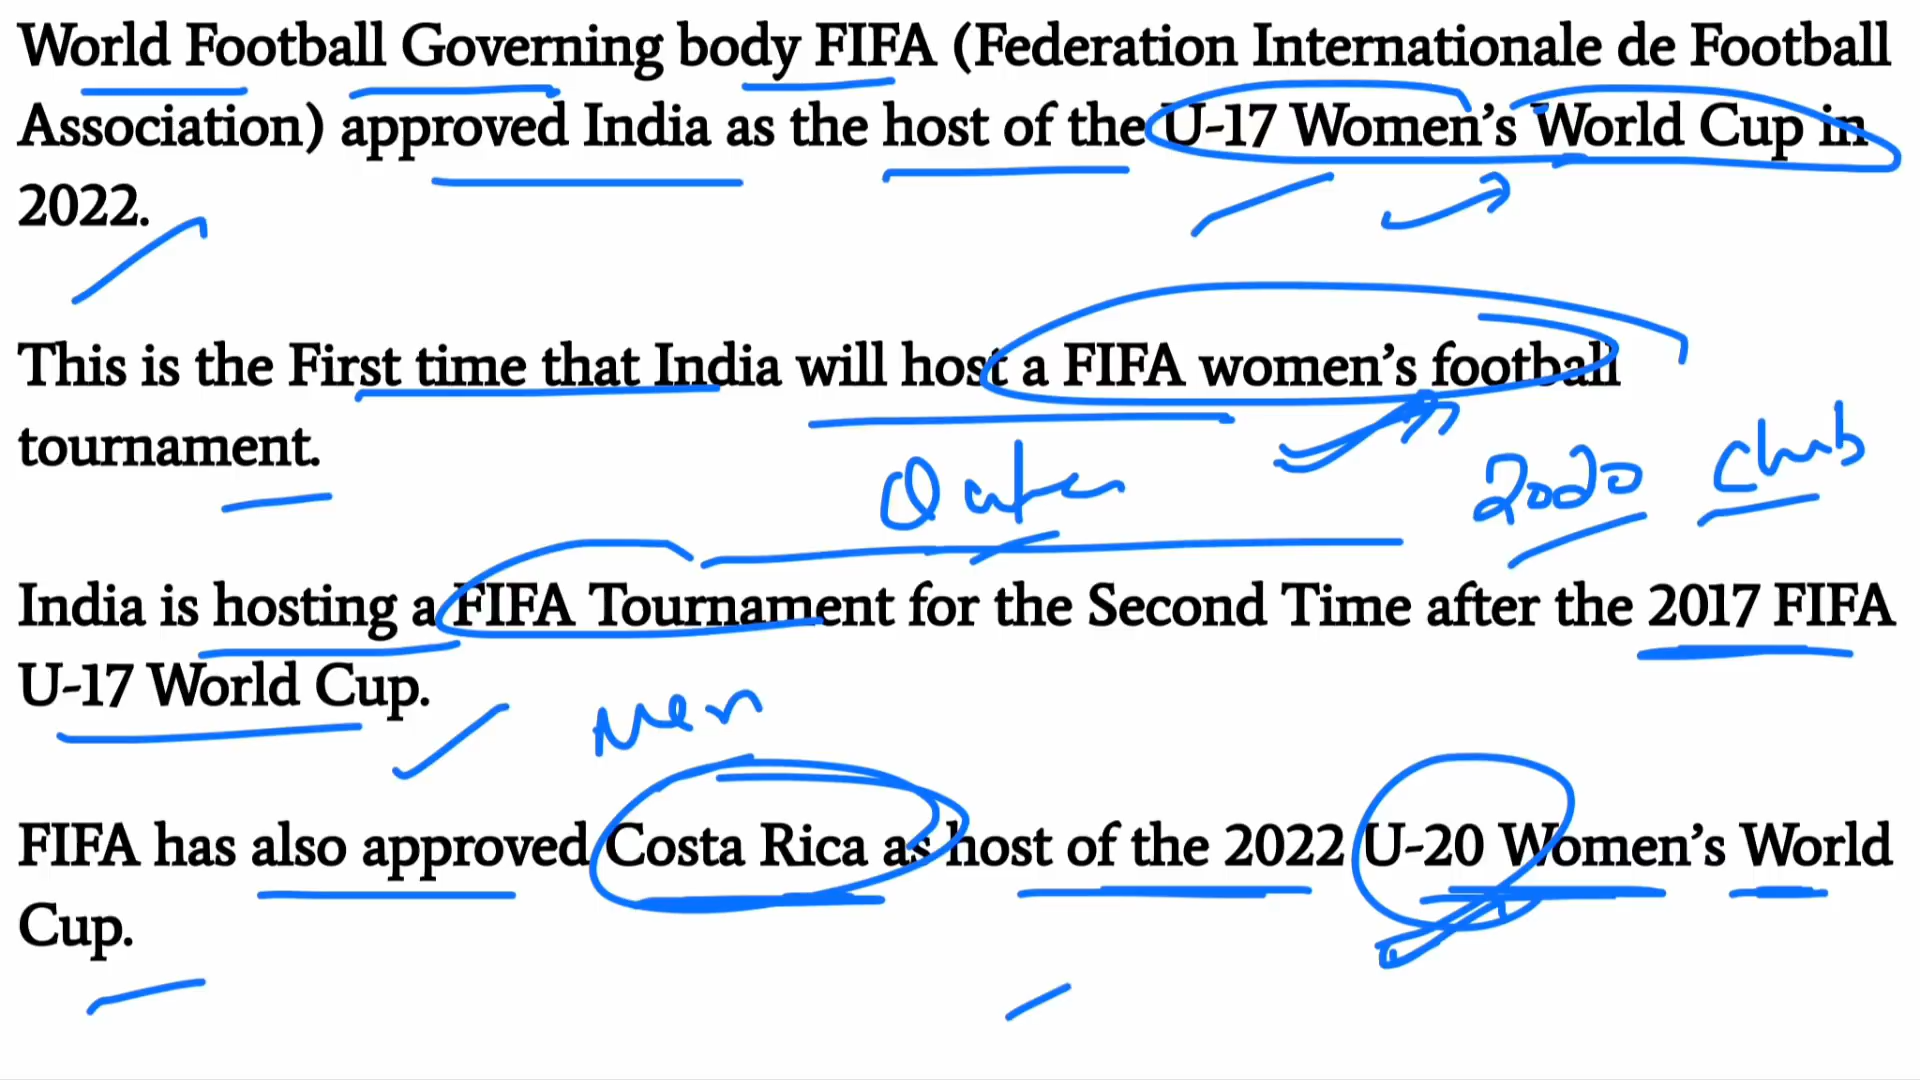 World Football Governing body FIFA (Federation Internationale de Football
Association) approved India as the host of the U-17 Women’s World Cup in
2022.
This is the First time that India will host a FIFA women’s football
tournament.
Qatar 2020 Club
India is hosting a FIFA Tournament for the Second Time after the 2017 FIFA
U-17 World Cup.
Men
FIFA has also approved Costa Rica as host of the 2022 U-20 Women’s World
Cup.